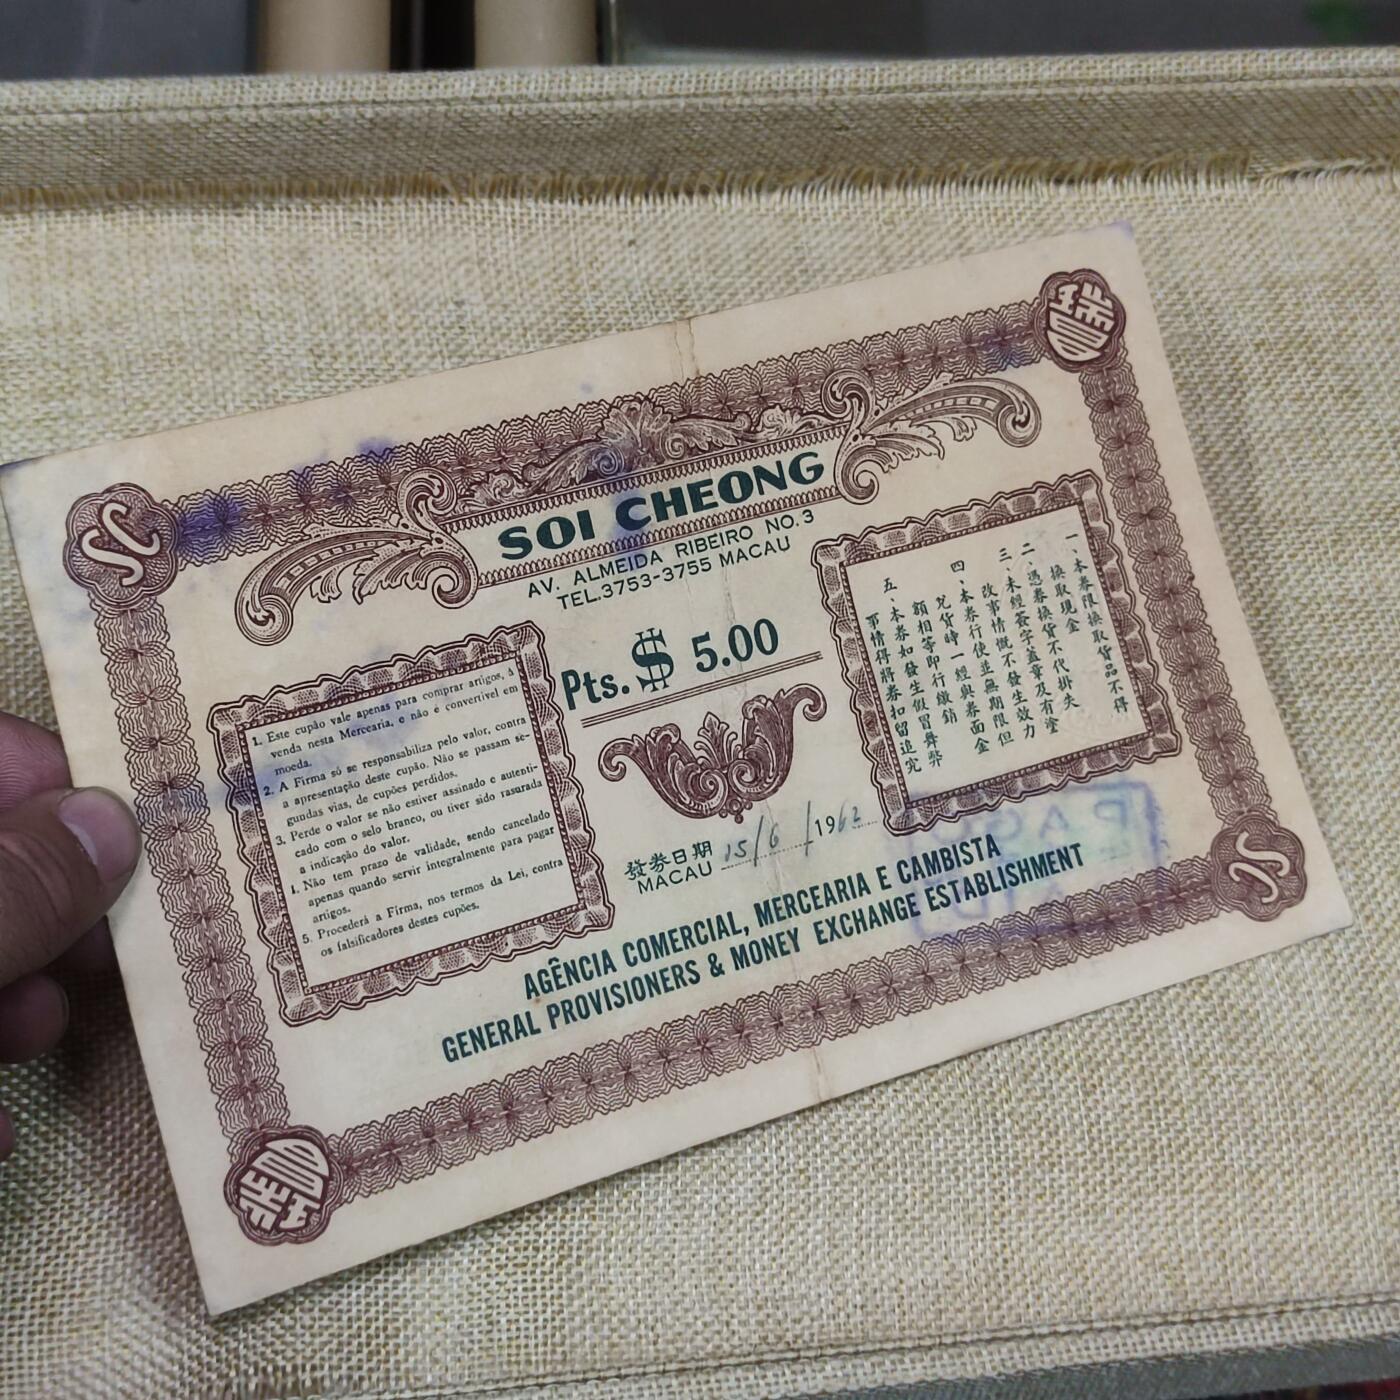 SC
瑞昌
SOI CHEONG
AV. ALMEIDA RIBEIRO NO.3
TEL.3753-3755 MACAU
Pts. $ 5.00
1. Este cupão vale apenas para comprar artigos, à
venda nesta Mercearia, e não é convertível em
moeda.
2. A Firma só se responsabiliza pelo valor, contra
a apresentação deste cupão. Não se passam se-
gundas vias, de cupões perdidos.
3. Perde o valor se não estiver assinado e autenti-
cado com o selo branco, ou tiver sido rasurada
a indicação do valor.
4. Não tem prazo de validade, sendo cancelado
apenas quando servir integralmente para pagar
artigos.
5. Procederá a Firma, nos termos da Lei, contra
os falsificadores destes cupões.
一、本券限換取貨品不得
換取現金
二、憑券換貨不代掛失
三、未經簽字蓋章及有塗
改事情概不發生效力
四、本券行使並無期限但
兌貨時一經與券面金
額相等即行繳銷
五、本券如發生假冒舞弊
事情得將券扣留追究
發券日期
MACAU 15/6/1962
AGÊNCIA COMERCIAL, MERCEARIA E CAMBISTA
GENERAL PROVISIONERS & MONEY EXCHANGE ESTABLISHMENT
瑞昌
SC